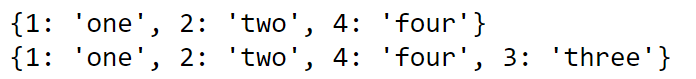 {1: 'one', 2: 'two', 4: 'four'}
{1: 'one', 2: 'two', 4: 'four', 3: 'three'}